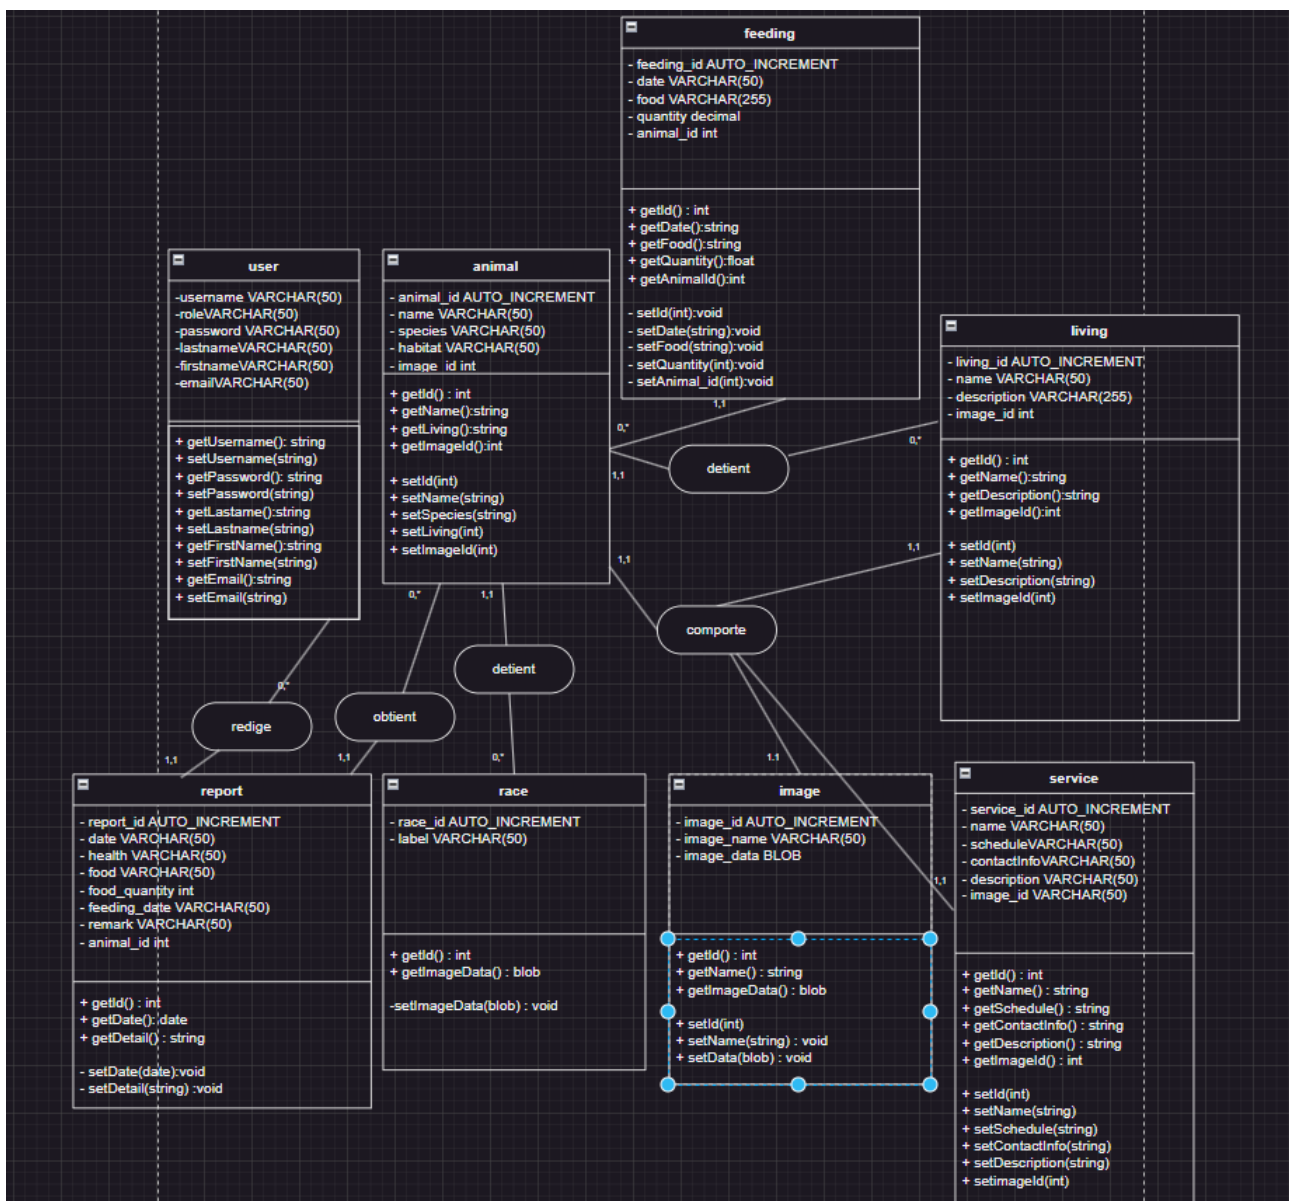 feeding
- feeding_id AUTO_INCREMENT
- date VARCHAR(50)
- food VARCHAR(255)
- quantity decimal
- animal_id int
+ getId() : int
+ getDate():string
+ getFood():string
+ getQuantity():float
+ getAnimalId():int
- setId(int):void
- setDate(string):void
- setFood(string):void
- setQuantity(int):void
- setAnimal_id(int):void
user
-username VARCHAR(50)
-roleVARCHAR(50)
-password VARCHAR(50)
-lastnameVARCHAR(50)
-firstnameVARCHAR(50)
-emailVARCHAR(50)
+ getUsername(): string
+ setUsername(string)
+ getPassword(): string
+ setPassword(string)
+ getLastame():string
+ setLastname(string)
+ getFirstName():string
+ setFirstName(string)
+ getEmail():string
+ setEmail(string)
animal
- animal_id AUTO_INCREMENT
- name VARCHAR(50)
- species VARCHAR(50)
- habitat VARCHAR(50)
- image_id int
+ getId() : int
+ getName():string
+ getLiving():string
+ getImageId():int
+ setId(int)
+ setName(string)
+ setSpecies(string)
+ setLiving(int)
+ setImageId(int)
living
- living_id AUTO_INCREMENT
- name VARCHAR(50)
- description VARCHAR(255)
- image_id int
+ getId() : int
+ getName():string
+ getDescription():string
+ getImageId():int
+ setId(int)
+ setName(string)
+ setDescription(string)
+ setImageId(int)
1,1
0,*
detient
0,*
1,1
1,1
1,1
comporte
0,*
1,1
detient
0,*
redige
obtient
1,1
1,1
0,*
1,1
1,1
report
- report_id AUTO_INCREMENT
- date VARCHAR(50)
- health VARCHAR(50)
- food VARCHAR(50)
- food_quantity int
- feeding_date VARCHAR(50)
- remark VARCHAR(50)
- animal_id int
+ getId() : int
+ getDate(): date
+ getDetail() : string
- setDate(date):void
- setDetail(string) :void
race
- race_id AUTO_INCREMENT
- label VARCHAR(50)
+ getId() : int
+ getImageData() : blob
-setImageData(blob) : void
image
- image_id AUTO_INCREMENT
- image_name VARCHAR(50)
- image_data BLOB
+ getId() : int
+ getName() : string
+ getImageData() : blob
+ setId(int)
+ setName(string) : void
+ setData(blob) : void
service
- service_id AUTO_INCREMENT
- name VARCHAR(50)
- scheduleVARCHAR(50)
- contactInfoVARCHAR(50)
- description VARCHAR(50)
- image_id VARCHAR(50)
+ getId() : int
+ getName() : string
+ getSchedule() : string
+ getContactInfo() : string
+ getDescription() : string
+ getImageId() : int
+ setId(int)
+ setName(string)
+ setSchedule(string)
+ setContactInfo(string)
+ setDescription(string)
+ setimageId(int)